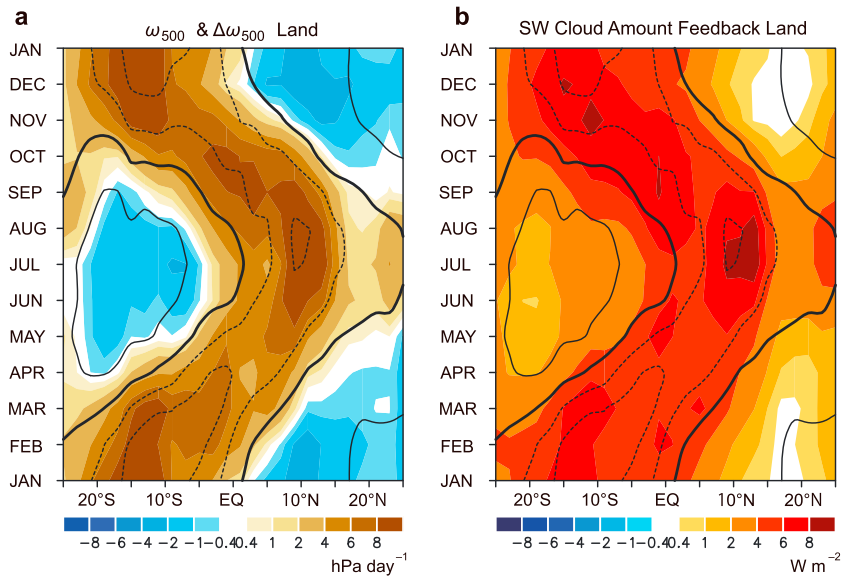 a
ω500 & Δω500 Land
JAN
DEC
NOV
OCT
SEP
AUG
JUL
JUN
MAY
APR
MAR
FEB
JAN
20°S 10°S EQ 10°N 20°N
−8 −6 −4 −2 −1 −0.4 0.4 1 2 4 6 8
hPa day−1
b
SW Cloud Amount Feedback Land
JAN
DEC
NOV
OCT
SEP
AUG
JUL
JUN
MAY
APR
MAR
FEB
JAN
20°S 10°S EQ 10°N 20°N
−8 −6 −4 −2 −1 −0.4 0.4 1 2 4 6 8
W m−2